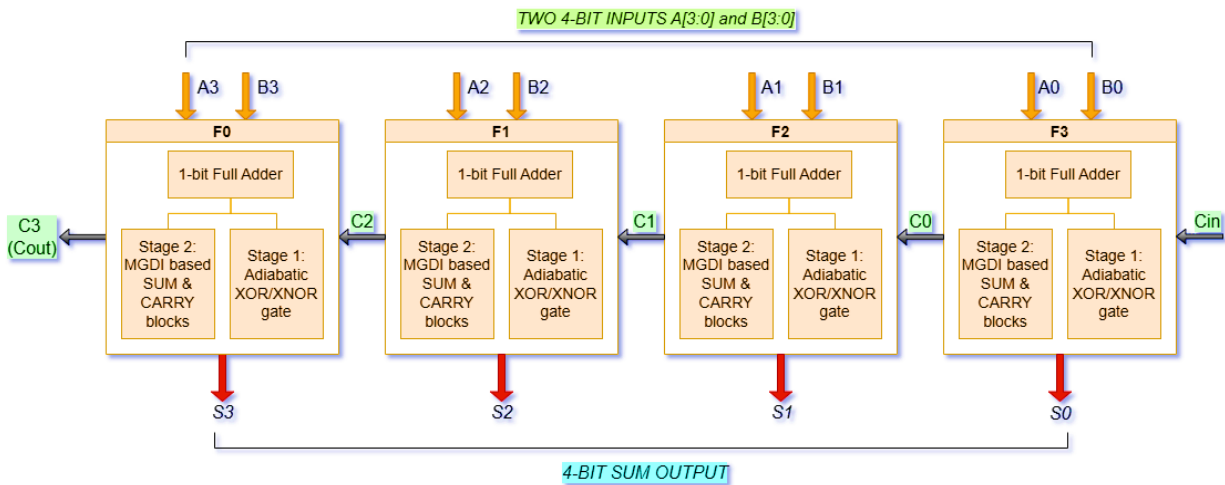 TWO 4-BIT INPUTS A[3:0] and B[3:0]
A3
B3
A2
B2
A1
B1
A0
B0
F0
F1
F2
F3
1-bit Full Adder
1-bit Full Adder
1-bit Full Adder
1-bit Full Adder
C3
(Cout)
C2
C1
C0
Cin
Stage 2:
MGDI based
SUM &
CARRY
blocks
Stage 1:
Adiabatic
XOR/XNOR
gate
Stage 2:
MGDI based
SUM &
CARRY
blocks
Stage 1:
Adiabatic
XOR/XNOR
gate
Stage 2:
MGDI based
SUM &
CARRY
blocks
Stage 1:
Adiabatic
XOR/XNOR
gate
Stage 2:
MGDI based
SUM &
CARRY
blocks
Stage 1:
Adiabatic
XOR/XNOR
gate
S3
S2
S1
S0
4-BIT SUM OUTPUT